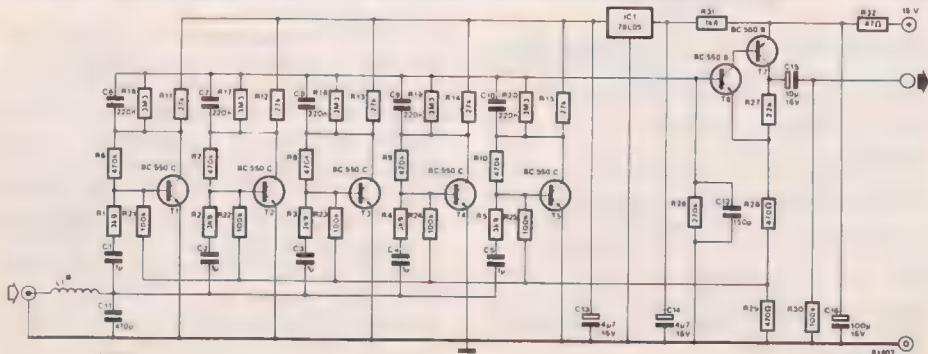 IC1
78L05
R31
1k8
R32
47Ω
15 V
BC 560 B
T7
BC 550 B
T6
C15
10µ
16V
R27
22k
C6
220n
R16
3M3
R11
27k
C7
220n
R17
3M3
R12
27k
220n
3M3
R13
27k
C9
220n
R19
3M3
R14
27k
C10
220n
R20
3M3
R15
27k
R6
470k
BC 550 C
T1
R7
470k
BC 550 C
T2
R8
470k
BC 550 C
T3
R9
470k
BC 550 C
T4
R10
470k
BC 550 C
T5
R1
3k9
R21
100k
R2
3k9
R22
100k
R3
3k9
R23
100k
R4
3k9
R24
100k
R5
3k9
R25
100k
C1
1µ
C2
C3
C4
C5
1µ
R26
270k
C12
150p
R28
470Ω
L1
*
C11
470p
C13
4µ7
16V
C14
4µ7
16V
R29
470Ω
R30
100k
C16
100µ
16V